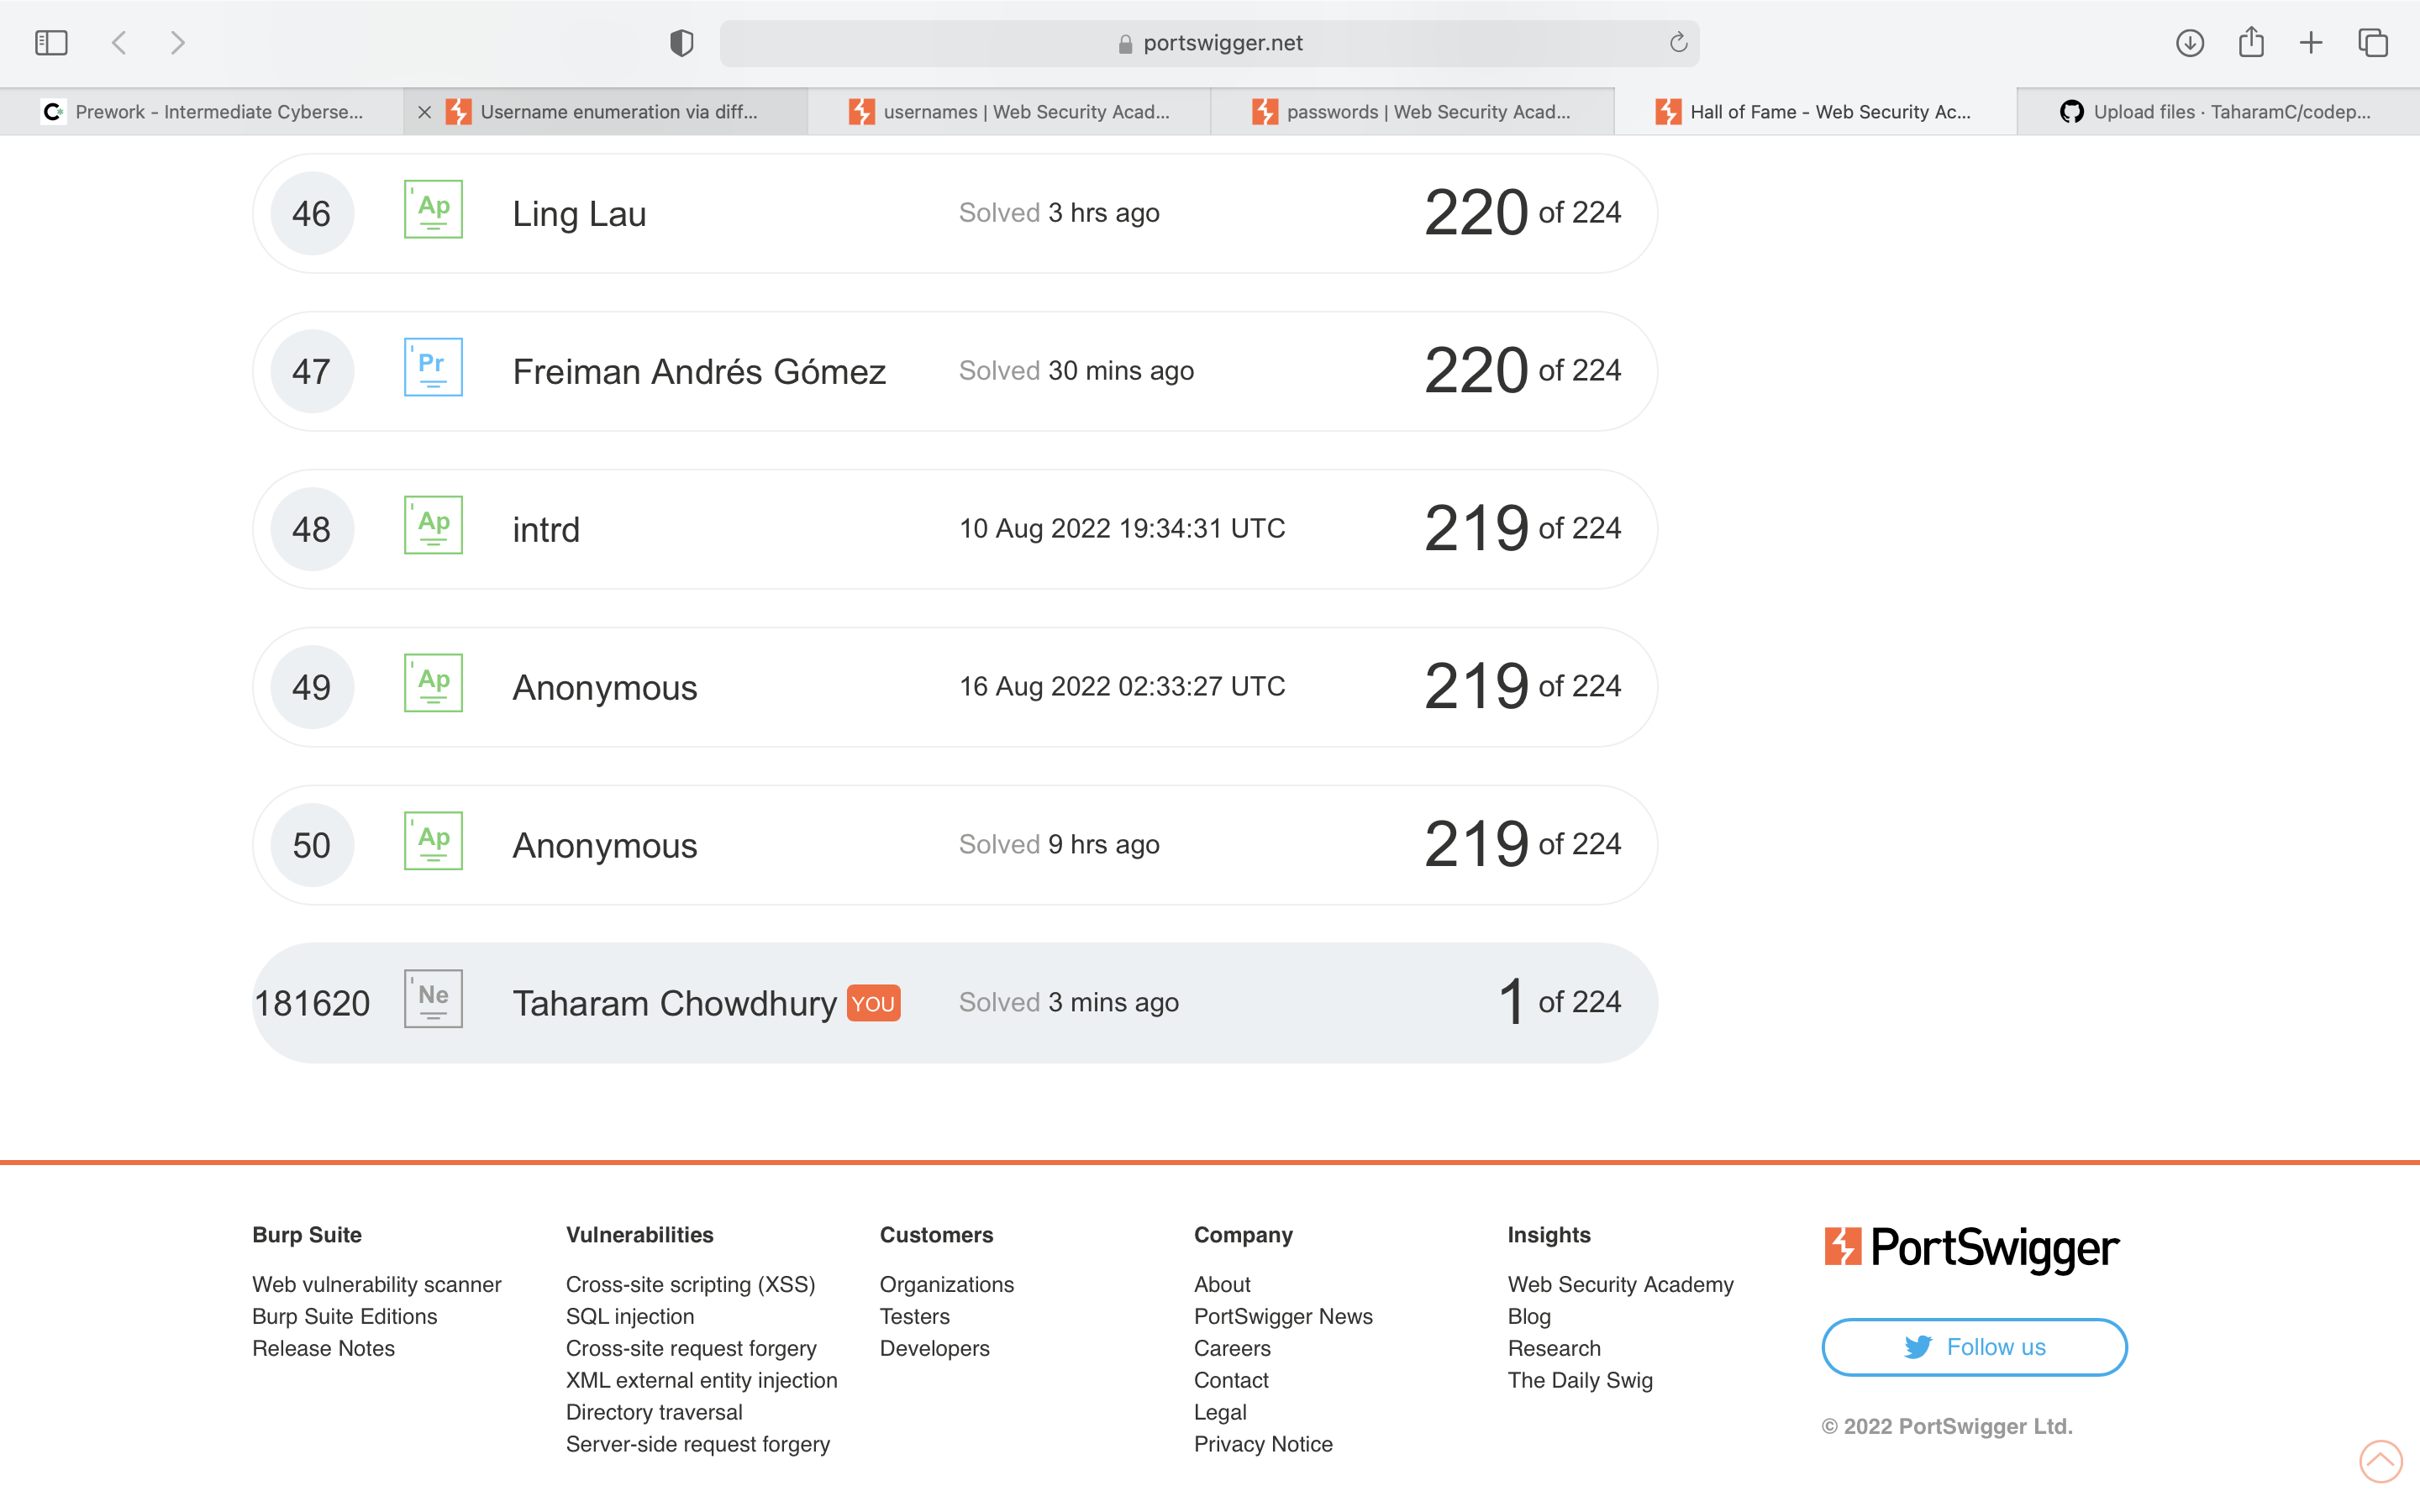 portswigger.net
Prework - Intermediate Cyberse...
Username enumeration via diff...
usernames | Web Security Acad...
passwords | Web Security Acad...
Hall of Fame - Web Security Ac...
Upload files · TaharamC/codep...
46 Ap Ling Lau Solved 3 hrs ago 220 of 224
47 Pr Freiman Andrés Gómez Solved 30 mins ago 220 of 224
48 Ap intrd 10 Aug 2022 19:34:31 UTC 219 of 224
49 Ap Anonymous 16 Aug 2022 02:33:27 UTC 219 of 224
50 Ap Anonymous Solved 9 hrs ago 219 of 224
181620 Ne Taharam Chowdhury YOU Solved 3 mins ago 1 of 224
Burp Suite
Web vulnerability scanner
Burp Suite Editions
Release Notes
Vulnerabilities
Cross-site scripting (XSS)
SQL injection
Cross-site request forgery
XML external entity injection
Directory traversal
Server-side request forgery
Customers
Organizations
Testers
Developers
Company
About
PortSwigger News
Careers
Contact
Legal
Privacy Notice
Insights
Web Security Academy
Blog
Research
The Daily Swig
PortSwigger
Follow us
© 2022 PortSwigger Ltd.